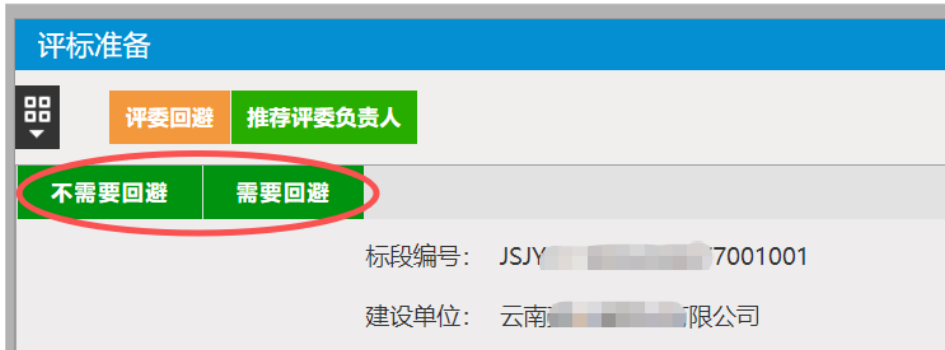 评标准备
评委回避 推荐评委负责人
不需要回避 需要回避
标段编号： JSJY 7001001
建设单位： 云南 限公司